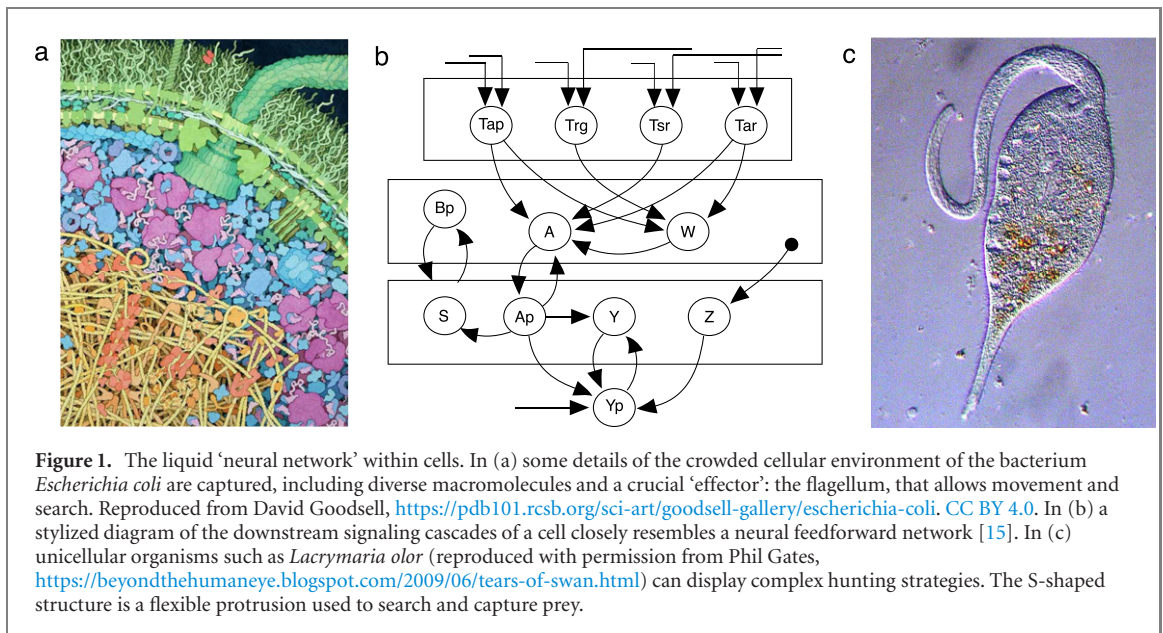 a
b
c
Tap
Trg
Tsr
Tar
Bp
A
W
S
Ap
Y
Z
Yp
Figure 1. The liquid ‘neural network’ within cells. In (a) some details of the crowded cellular environment of the bacterium
Escherichia coli are captured, including diverse macromolecules and a crucial ‘effector’: the flagellum, that allows movement and
search. Reproduced from David Goodsell, https://pdb101.rcsb.org/sci-art/goodsell-gallery/escherichia-coli. CC BY 4.0. In (b) a
stylized diagram of the downstream signaling cascades of a cell closely resembles a neural feedforward network [15]. In (c)
unicellular organisms such as Lacrymaria olor (reproduced with permission from Phil Gates,
https://beyondthehumaneye.blogspot.com/2009/06/tears-of-swan.html) can display complex hunting strategies. The S-shaped
structure is a flexible protrusion used to search and capture prey.